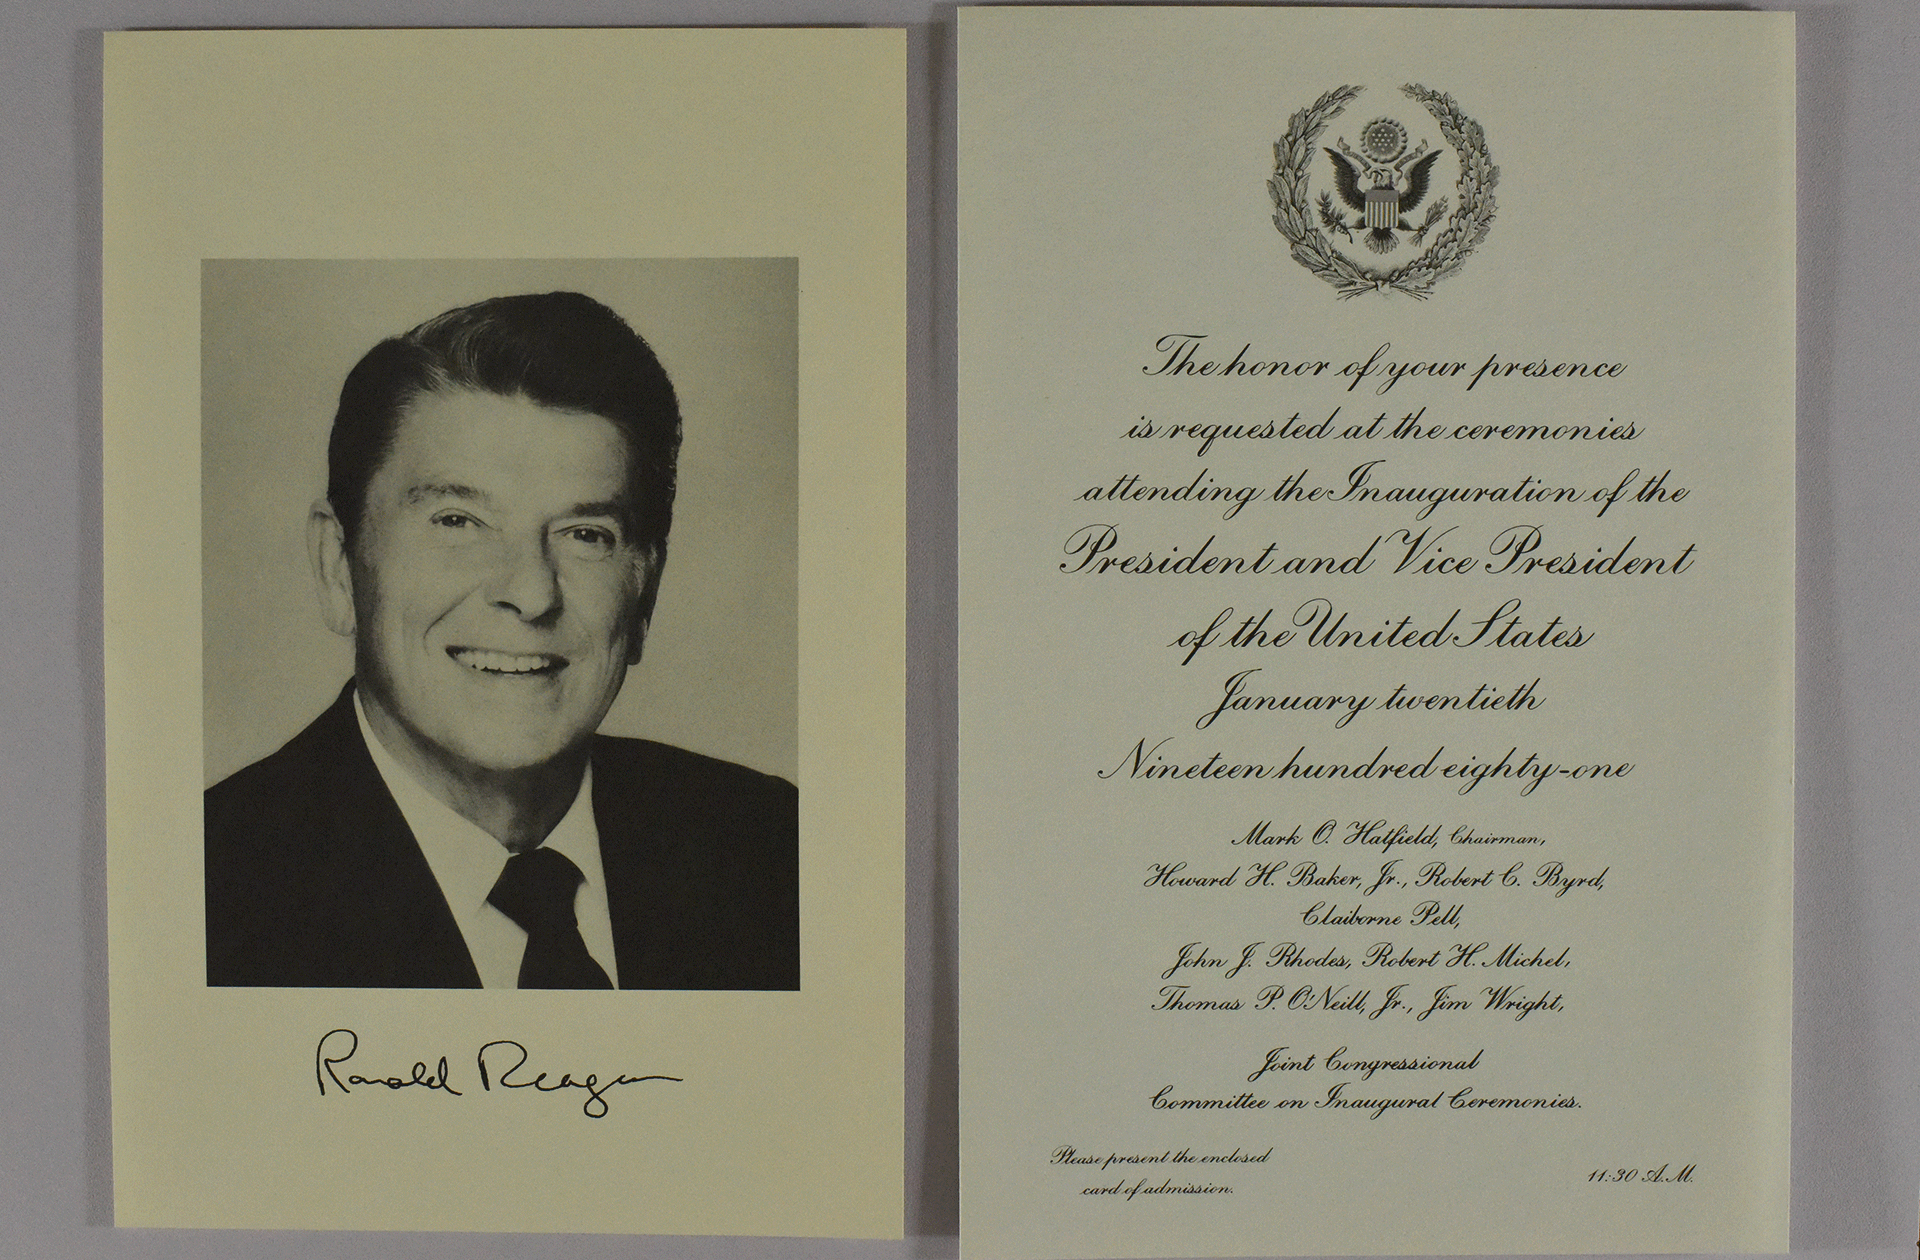 Ronald Reagan
The honor of your presence
is requested at the ceremonies
attending the Inauguration of the
President and Vice President
of the United States
January twentieth
Nineteen hundred eighty-one
Mark O. Hatfield, Chairman,
Howard H. Baker, Jr., Robert C. Byrd,
Claiborne Pell,
John J. Rhodes, Robert H. Michel,
Thomas P. O'Neill, Jr., Jim Wright,
Joint Congressional
Committee on Inaugural Ceremonies.
Please present the enclosed
card of admission.
11:30 A.M.